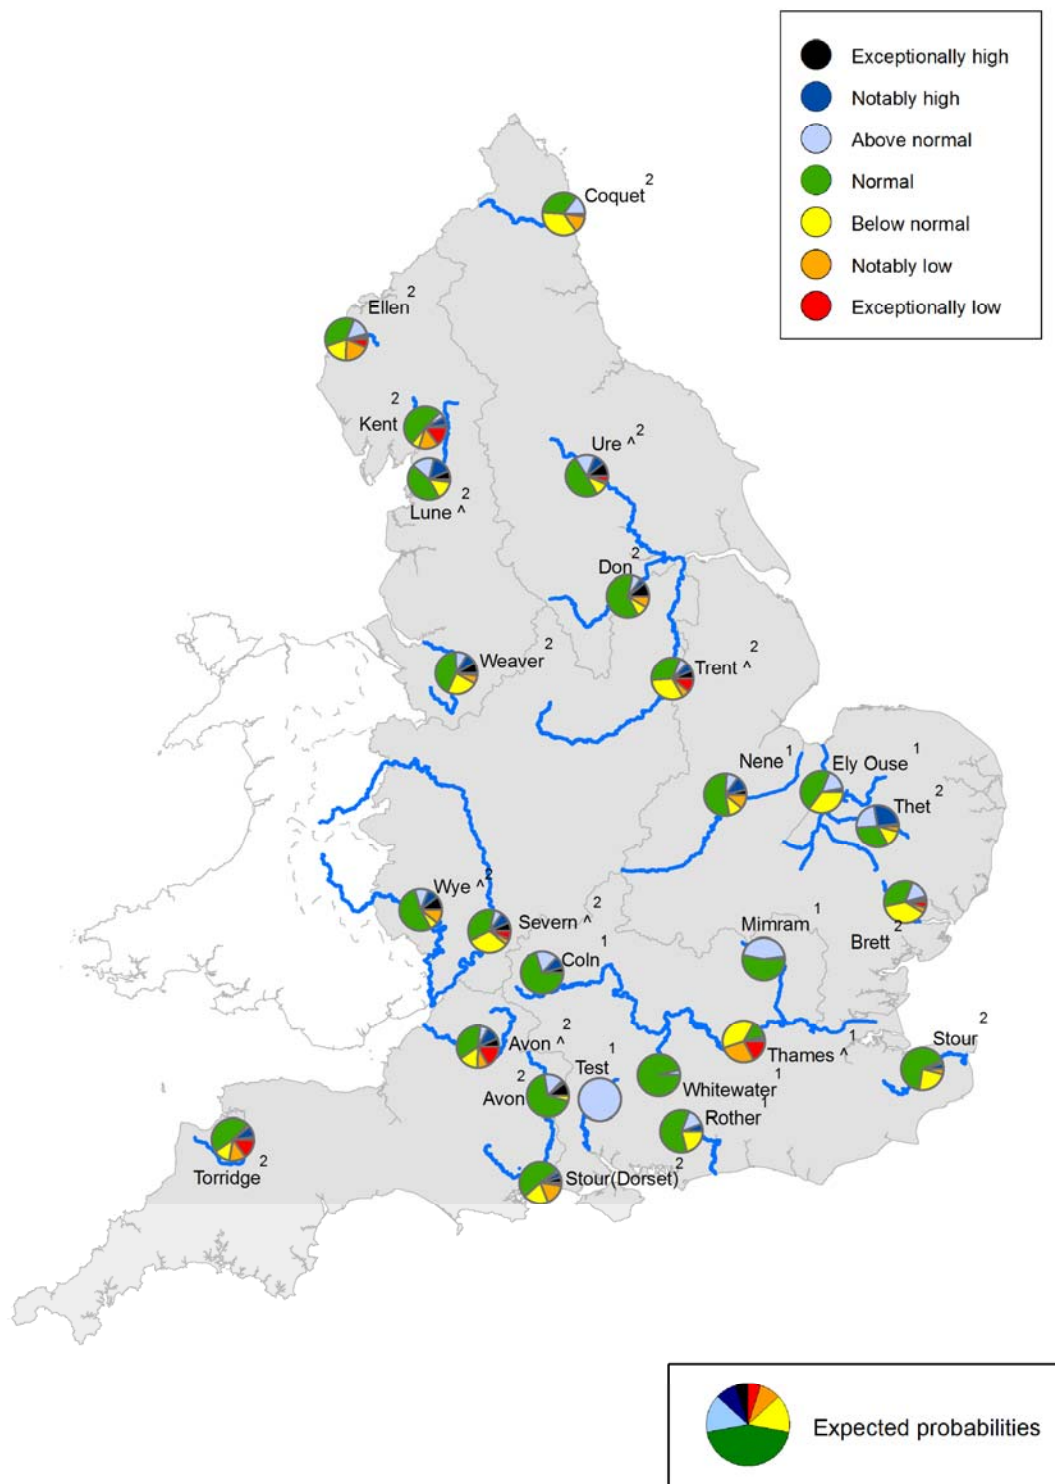 Exceptionally high
Notably high
Above normal
Normal
Below normal
Notably low
Exceptionally low
Coquet 2
Ellen 2
Kent 2
Ure ^ 2
Lune ^ 2
Don 2
Weaver 2
Trent ^ 2
Nene 1
Ely Ouse 1
Thet 2
Wye ^ 2
Severn ^ 2
Mimram 1
Brett 2
Coln 1
Avon ^ 2
Test 1
Thames ^ 1
Stour 2
Avon 2
Whitewater 1
Rother 1
Torridge 2
Stour(Dorset) 2
Expected probabilities